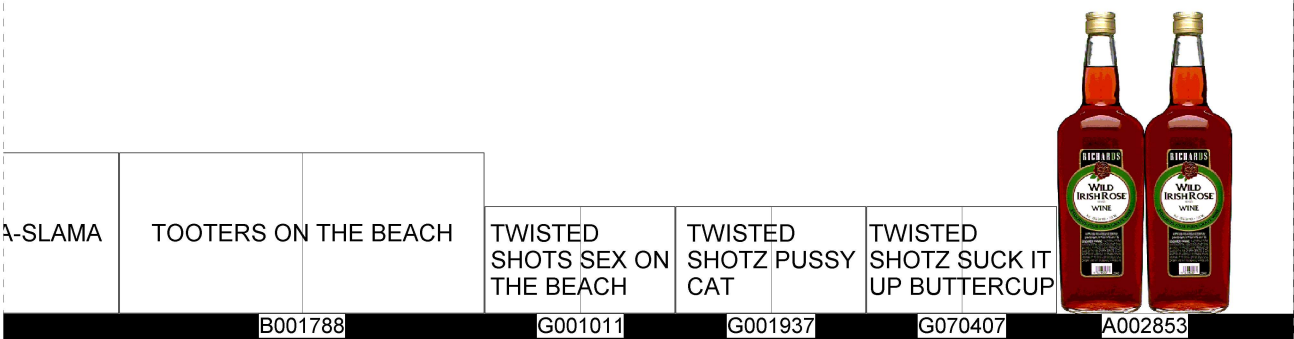 A-SLAMA
TOOTERS ON THE BEACH
TWISTED
SHOTS SEX ON
THE BEACH
TWISTED
SHOTZ PUSSY
CAT
TWISTED
SHOTZ SUCK IT
UP BUTTERCUP
RICHARDS
WILD
IRISH ROSE
WINE
RICHARDS
WILD
IRISH ROSE
WINE
B001788
G001011
G001937
G070407
A002853